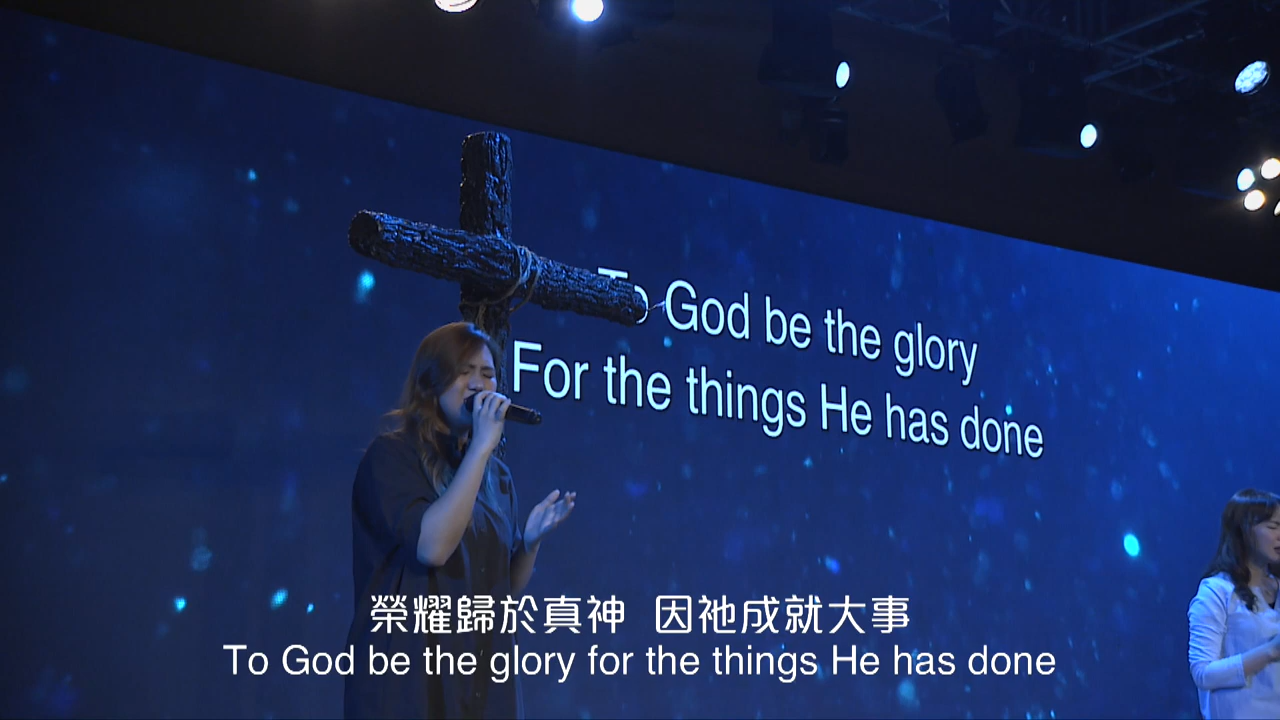 To God be the glory
For the things He has done
榮耀歸於真神 因祂成就大事
To God be the glory for the things He has done